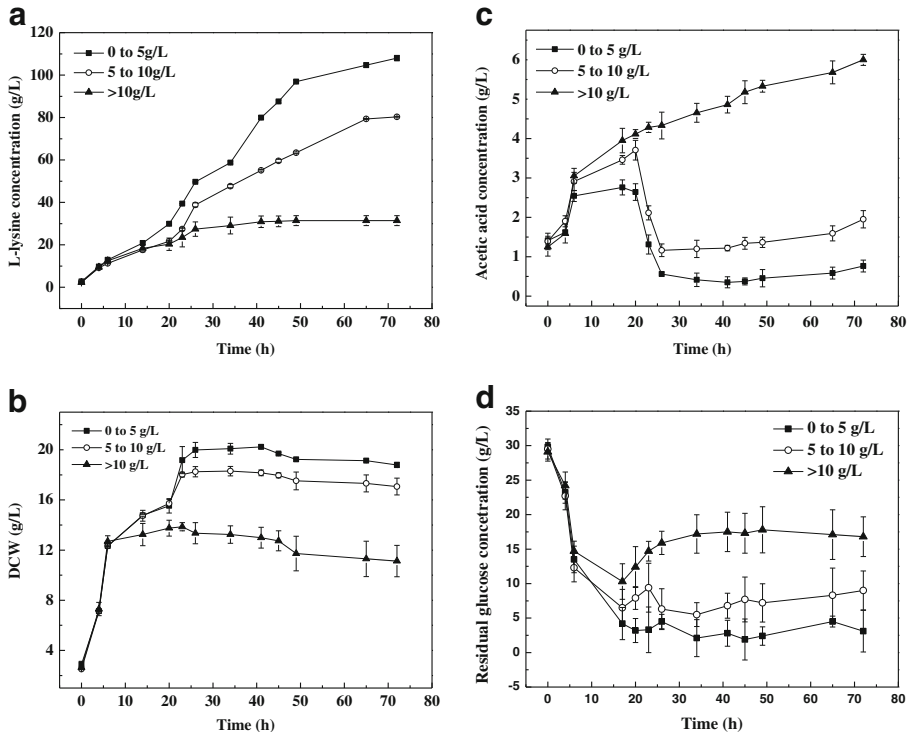 a
120
100
80
60
40
20
0
L-lysine concentration (g/L)
0 to 5g/L
5 to 10g/L
>10g/L
0 10 20 30 40 50 60 70 80
Time (h)
c
6
5
4
3
2
1
0
Acetic acid concentration (g/L)
0 to 5 g/L
5 to 10 g/L
>10 g/L
0 10 20 30 40 50 60 70 80
Time (h)
b
20
16
12
8
4
DCW (g/L)
0 to 5 g/L
5 to 10 g/L
>10 g/L
0 10 20 30 40 50 60 70 80
Time (h)
d
35
30
25
20
15
10
5
0
5
Residual glucose concetration (g/L)
0 to 5 g/L
5 to 10 g/L
>10 g/L
0 10 20 30 40 50 60 70 80
Time (h)